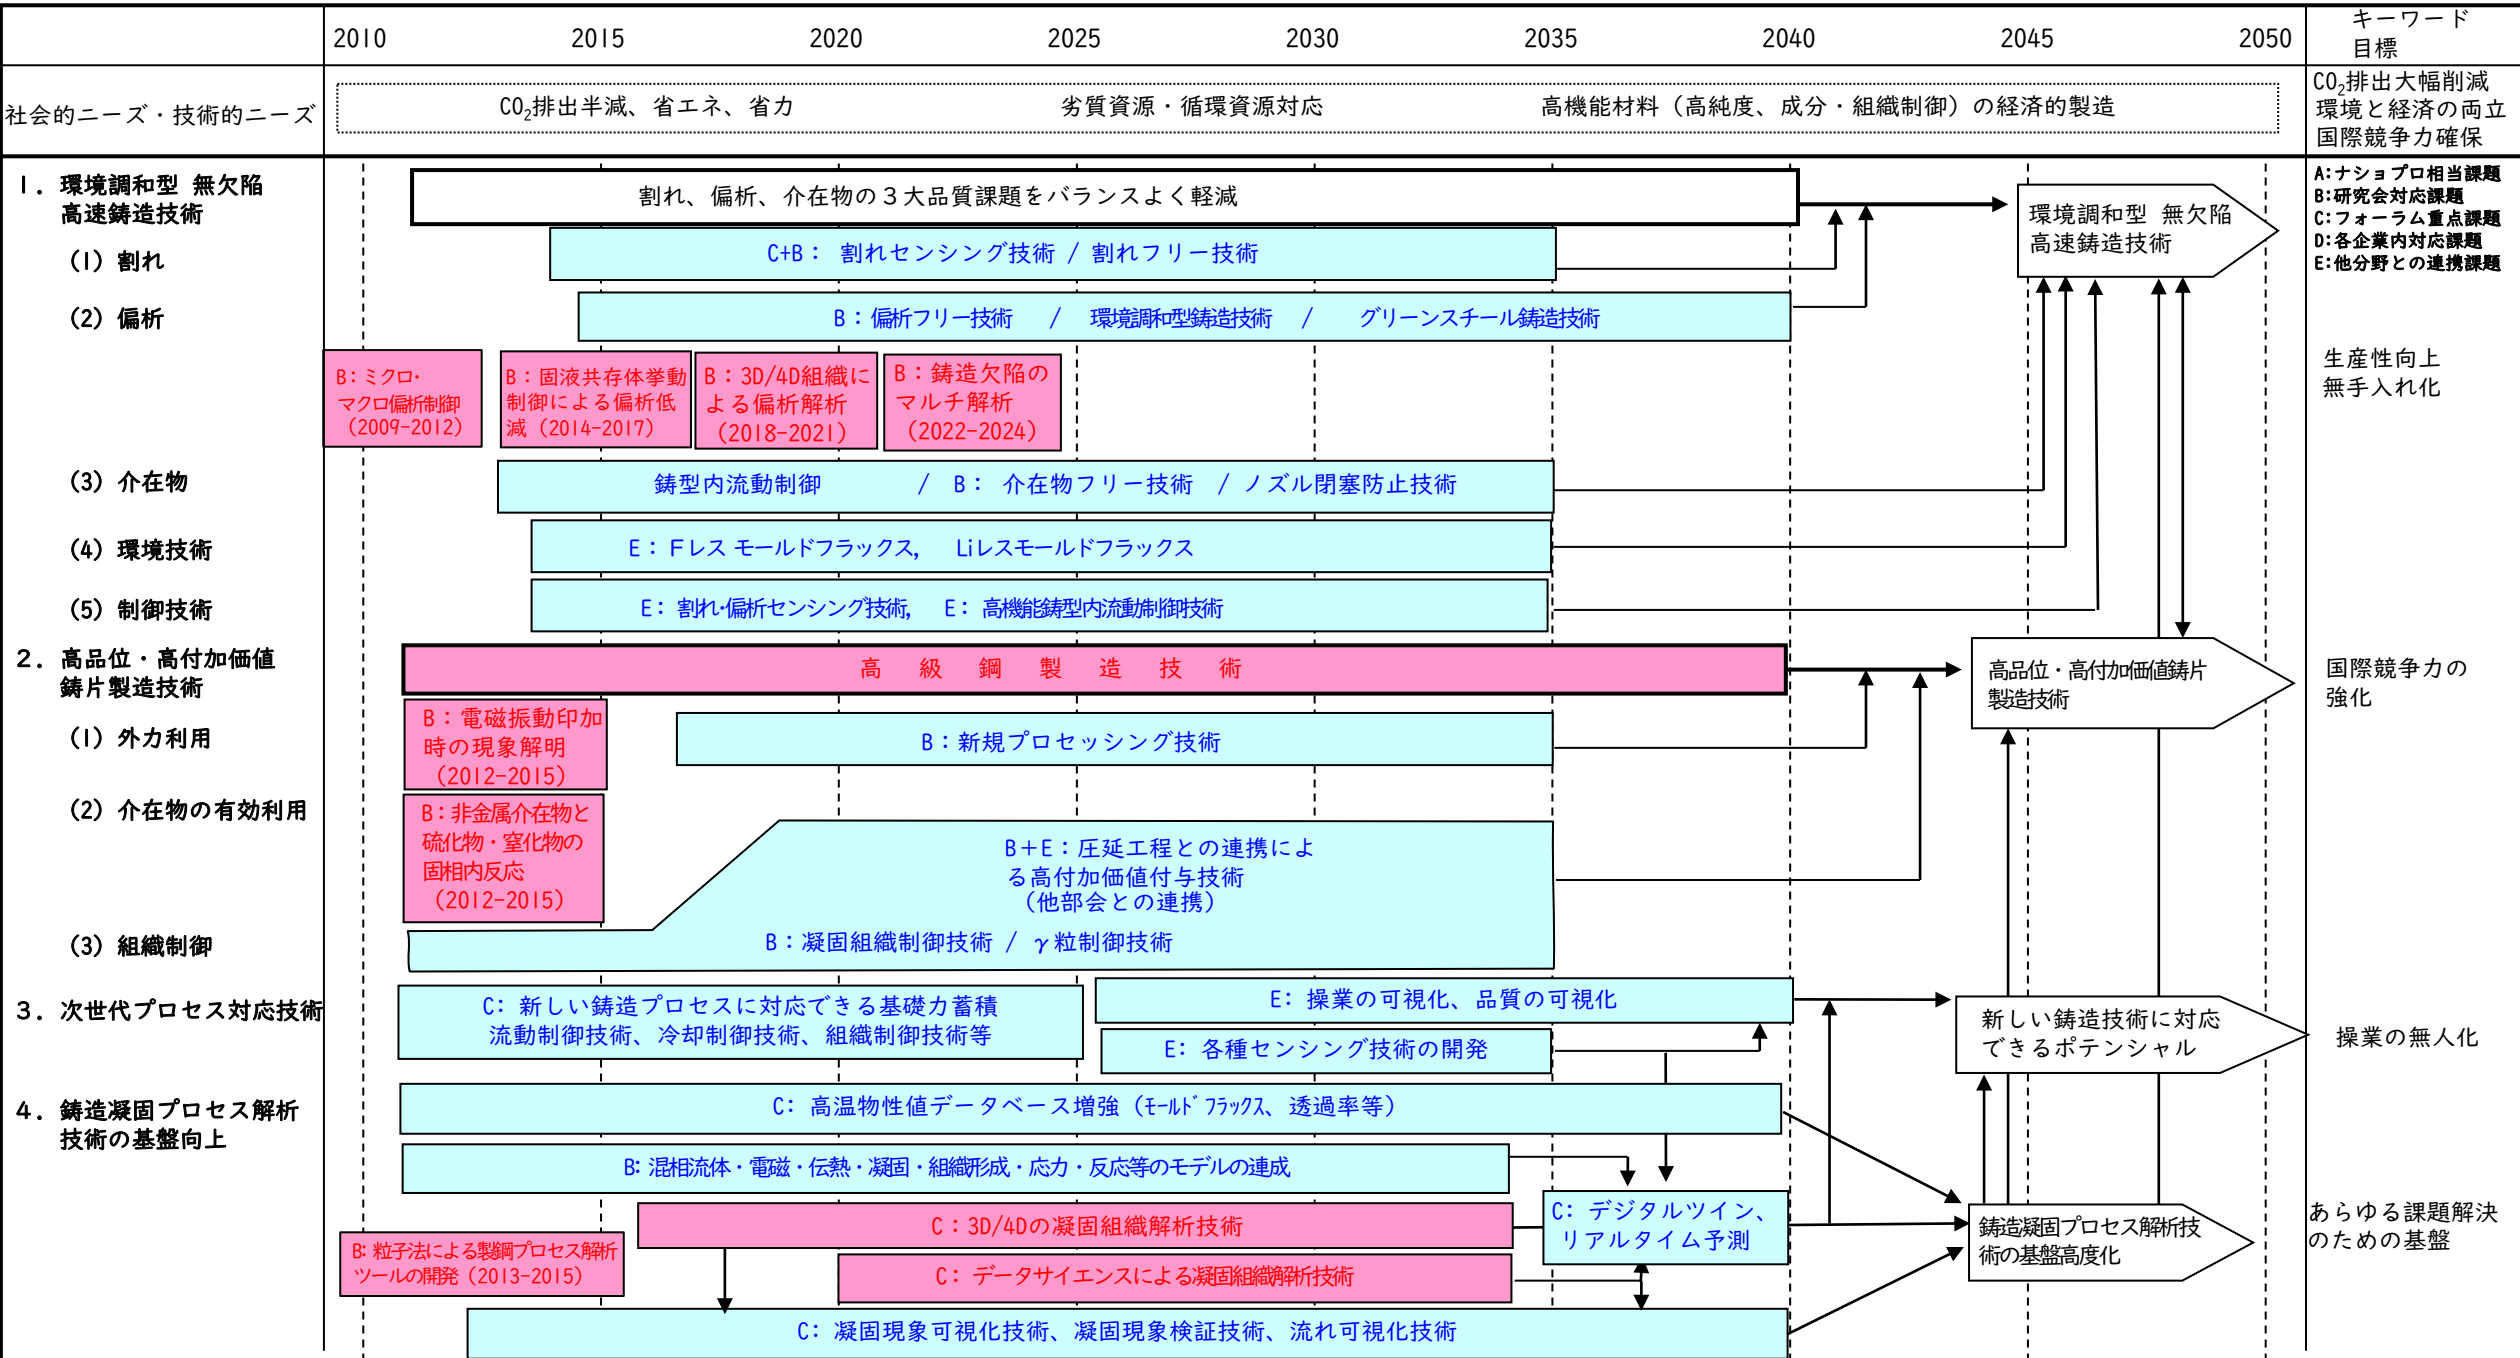 2010 2015 2020 2025 2030 2035 2040 2045 2050
キーワード
目標
社会的ニーズ・技術的ニーズ
CO2排出半減、省エネ、省力
劣質資源・循環資源対応
高機能材料（高純度、成分・組織制御）の経済的製造
CO2排出大幅削減
環境と経済の両立
国際競争力確保
1．環境調和型 無欠陥
高速鋳造技術
割れ、偏析、介在物の３大品質課題をバランスよく軽減
環境調和型 無欠陥
高速鋳造技術
A:ナショプロ相当課題
B:研究会対応課題
C:フォーラム重点課題
D:各企業内対応課題
E:他分野との連携課題
(1) 割れ
C+B： 割れセンシング技術 / 割れフリー技術
(2) 偏析
B：偏析フリー技術 / 環境調和型鋳造技術 / グリーンスチール鋳造技術
B：ミクロ・
マクロ偏析制御
（2009-2012）
B：固液共存体挙動
制御による偏析低
減（2014-2017）
B：3D/4D組織に
よる偏析解析
（2018-2021）
B：鋳造欠陥の
マルチ解析
（2022-2024）
生産性向上
無手入れ化
(3) 介在物
鋳型内流動制御 / B： 介在物フリー技術 / ノズル閉塞防止技術
(4) 環境技術
E：Ｆレス モールドフラックス， Liレスモールドフラックス
(5) 制御技術
E： 割れ・偏析センシング技術， E： 高機能鋳型内流動制御技術
2．高品位・高付加価値
鋳片製造技術
高 級 鋼 製 造 技 術
高品位・高付加価値鋳片
製造技術
国際競争力の
強化
(1) 外力利用
B：電磁振動印加
時の現象解明
（2012-2015）
B：新規プロセッシング技術
(2) 介在物の有効利用
B：非金属介在物と
硫化物・窒化物の
固相内反応
（2012-2015）
B＋E：圧延工程との連携によ
る高付加価値付与技術
（他部会との連携）
(3) 組織制御
B：凝固組織制御技術 / γ粒制御技術
3．次世代プロセス対応技術
C: 新しい鋳造プロセスに対応できる基礎力蓄積
流動制御技術、冷却制御技術、組織制御技術等
E: 操業の可視化、品質の可視化
E: 各種センシング技術の開発
新しい鋳造技術に対応
できるポテンシャル
操業の無人化
4．鋳造凝固プロセス解析
技術の基盤向上
C: 高温物性値データベース増強（ﾓｰﾙﾄﾞﾌﾗｯｸｽ、透過率等）
B: 混相流体・電磁・伝熱・凝固・組織形成・応力・反応等のモデルの連成
C：3D/4Dの凝固組織解析技術
C: デジタルツイン、
リアルタイム予測
鋳造凝固プロセス解析技
術の基盤高度化
あらゆる課題解決
のための基盤
B: 粒子法による製鋼プロセス解析
ツールの開発（2013-2015）
C: データサイエンスによる凝固組織解析技術
C: 凝固現象可視化技術、凝固現象検証技術、流れ可視化技術